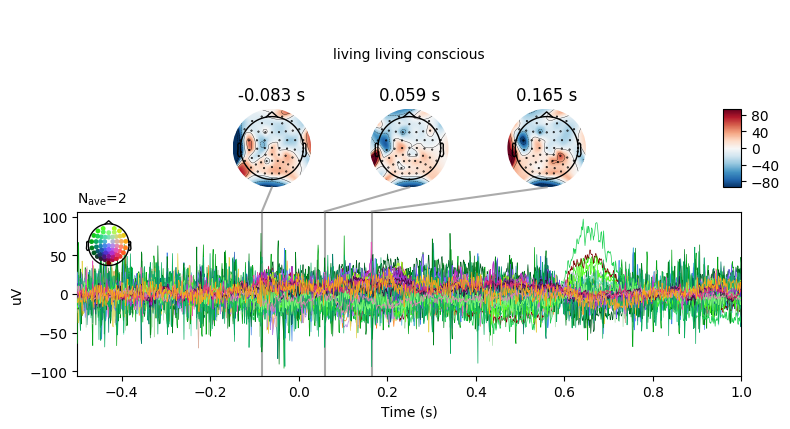 living living conscious
-0.083 s 0.059 s 0.165 s
80
40
0
−40
−80
Nave=2
100
50
0
−50
−100
uV
−0.4 −0.2 0.0 0.2 0.4 0.6 0.8 1.0
Time (s)